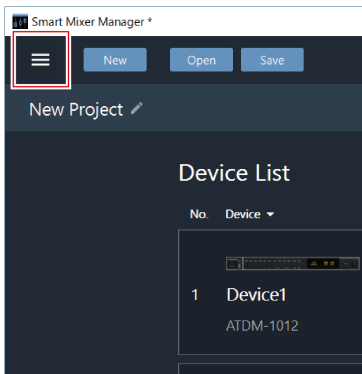 Smart Mixer Manager *
New Open Save
New Project
Device List
No. Device
1 Device1
ATDM-1012